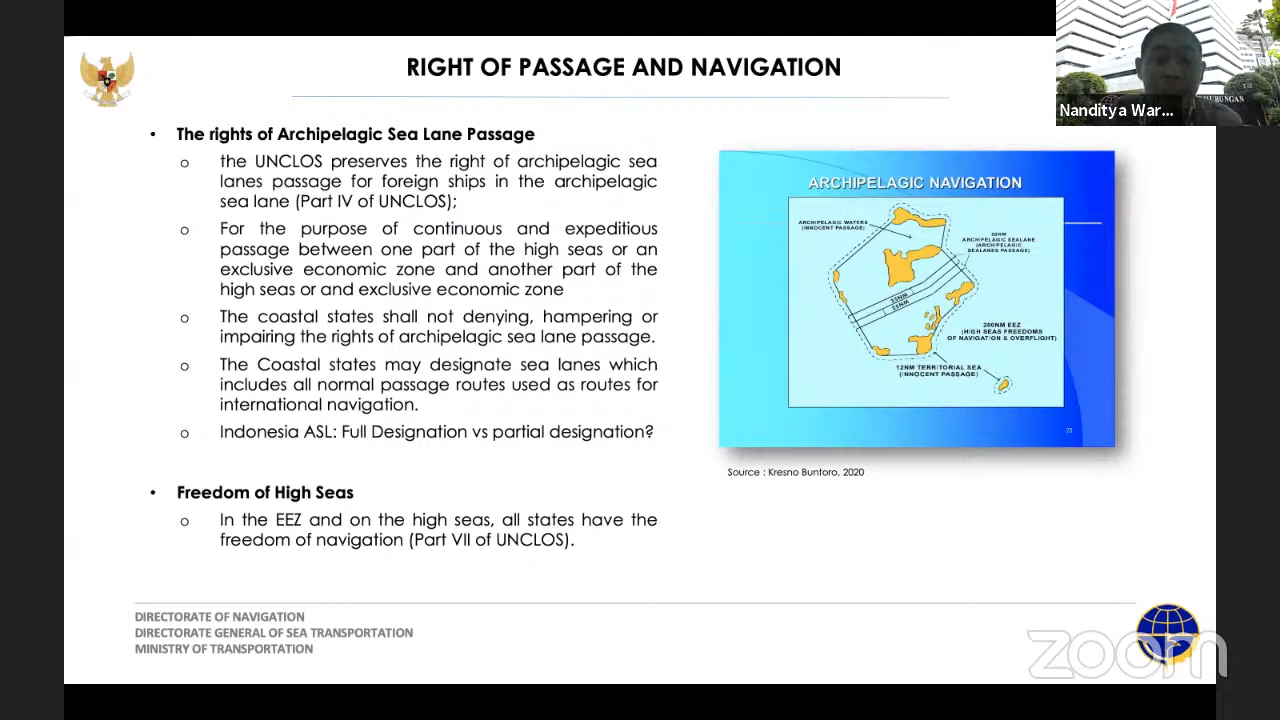 RIGHT OF PASSAGE AND NAVIGATION
HUBUNGAN
Nanditya War...
• The rights of Archipelagic Sea Lane Passage
o the UNCLOS preserves the right of archipelagic sea
lanes passage for foreign ships in the archipelagic
sea lane (Part IV of UNCLOS);
o For the purpose of continuous and expeditious
passage between one part of the high seas or an
exclusive economic zone and another part of the
high seas or and exclusive economic zone
o The coastal states shall not denying, hampering or
impairing the rights of archipelagic sea lane passage.
o The Coastal states may designate sea lanes which
includes all normal passage routes used as routes for
international navigation.
o Indonesia ASL: Full Designation vs partial designation?
• Freedom of High Seas
o In the EEZ and on the high seas, all states have the
freedom of navigation (Part VII of UNCLOS).
ARCHIPELAGIC NAVIGATION
ARCHIPELAGIC WATERS
(INNOCENT PASSAGE)
ARCHIPELAGIC SEALANE
(ARCHIPELAGIC
SEALANES PASSAGE)
25NM
25NM
200NM EEZ
(HIGH SEAS FREEDOMS
OF NAVIGATION & OVERFLIGHT)
12NM TERRITORIAL SEA
(INNOCENT PASSAGE)
21
Source : Kresno Buntoro, 2020
DIRECTORATE OF NAVIGATION
DIRECTORATE GENERAL OF SEA TRANSPORTATION
MINISTRY OF TRANSPORTATION
zoom